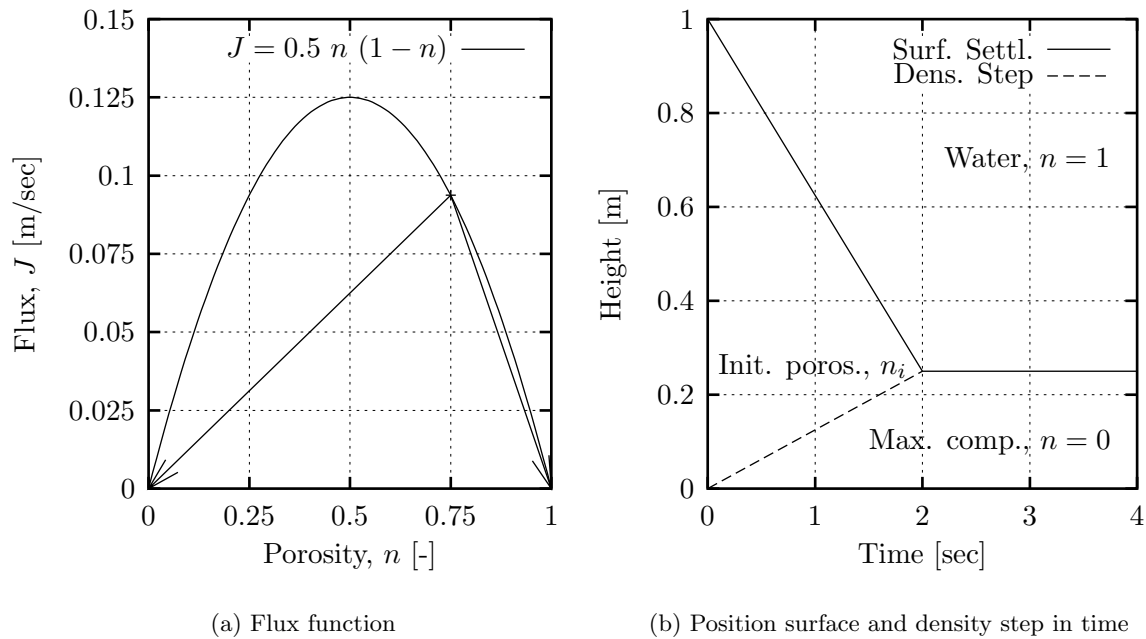 0.15
0.125
0.1
0.075
0.05
0.025
0
Flux, J [m/sec]
J = 0.5 n (1 − n)
0 0.25 0.5 0.75 1
Porosity, n [-]
(a) Flux function
1
0.8
0.6
0.4
0.2
0
Height [m]
Surf. Settl.
Dens. Step
Water, n = 1
Init. poros., n_i
Max. comp., n = 0
0 1 2 3 4
Time [sec]
(b) Position surface and density step in time